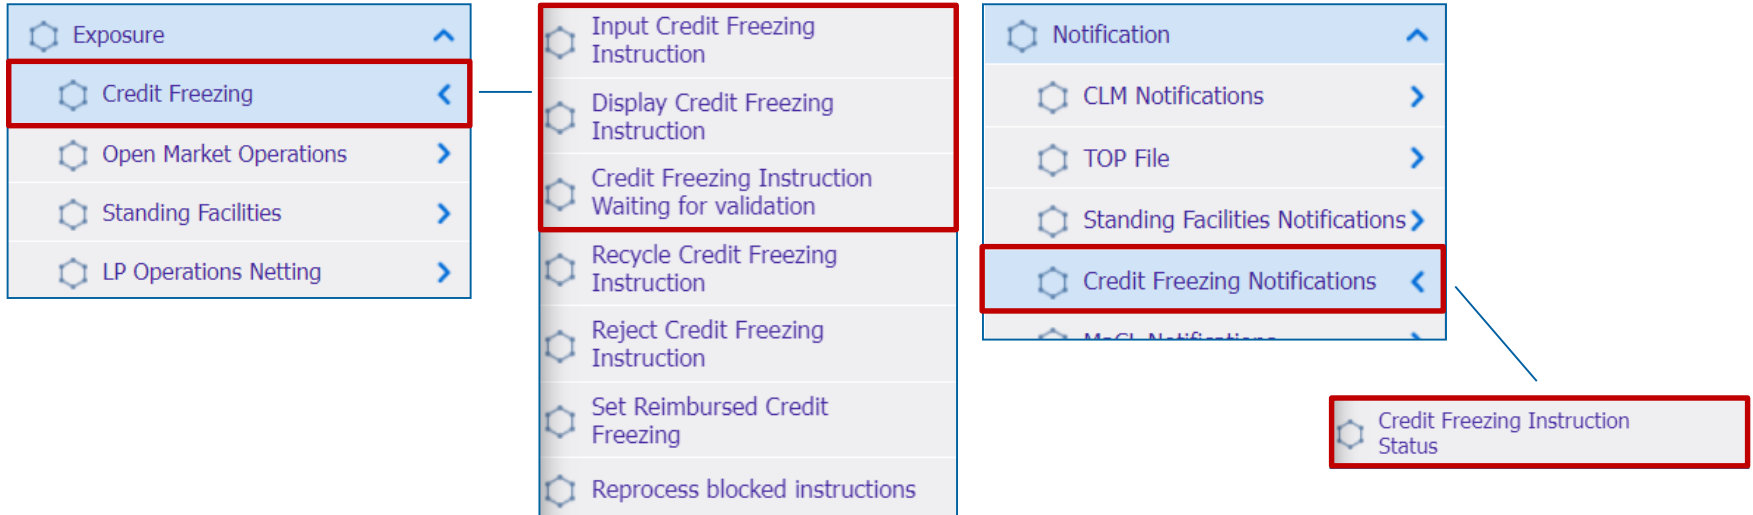 Exposure
Credit Freezing
Open Market Operations
Standing Facilities
LP Operations Netting
Input Credit Freezing
Instruction
Display Credit Freezing
Instruction
Credit Freezing Instruction
Waiting for validation
Recycle Credit Freezing
Instruction
Reject Credit Freezing
Instruction
Set Reimbursed Credit
Freezing
Reprocess blocked instructions
Notification
CLM Notifications
TOP File
Standing Facilities Notifications
Credit Freezing Notifications
Notifications
Credit Freezing Instruction
Status